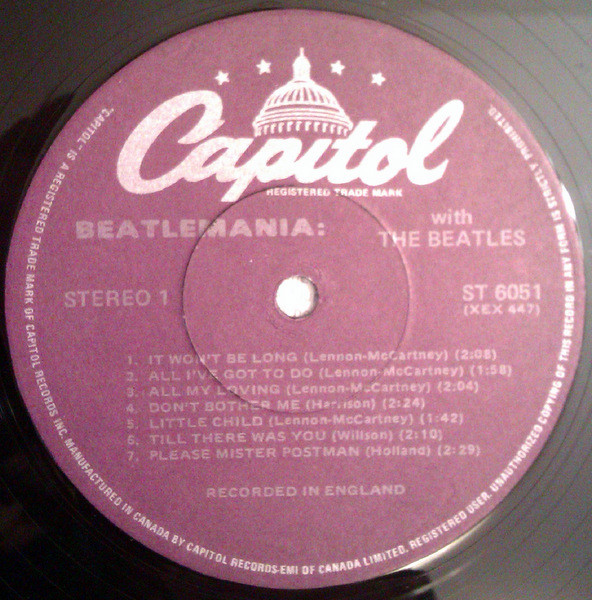 Capitol
REGISTERED TRADE MARK
BEATLEMANIA:
with
THE BEATLES
STEREO 1
ST 6051
(XEX 447)
1. IT WON'T BE LONG (Lennon-McCartney) (2:08)
2. ALL I'VE GOT TO DO (Lennon-McCartney) (1:58)
3. ALL MY LOVING (Lennon-McCartney) (2:04)
4. DON'T BOTHER ME (Harrison) (2:24)
5. LITTLE CHILD (Lennon-McCartney) (1:42)
6. TILL THERE WAS YOU (Willson) (2:10)
7. PLEASE MISTER POSTMAN (Holland) (2:29)
RECORDED IN ENGLAND
"CAPITOL" IS A REGISTERED TRADE MARK OF CAPITOL RECORDS INC. MANUFACTURED IN CANADA BY CAPITOL RECORDS-EMI OF CANADA LIMITED. REGISTERED USER. UNAUTHORIZED COPYING OF THIS RECORD IN ANY FORM IS STRICTLY PROHIBITED.